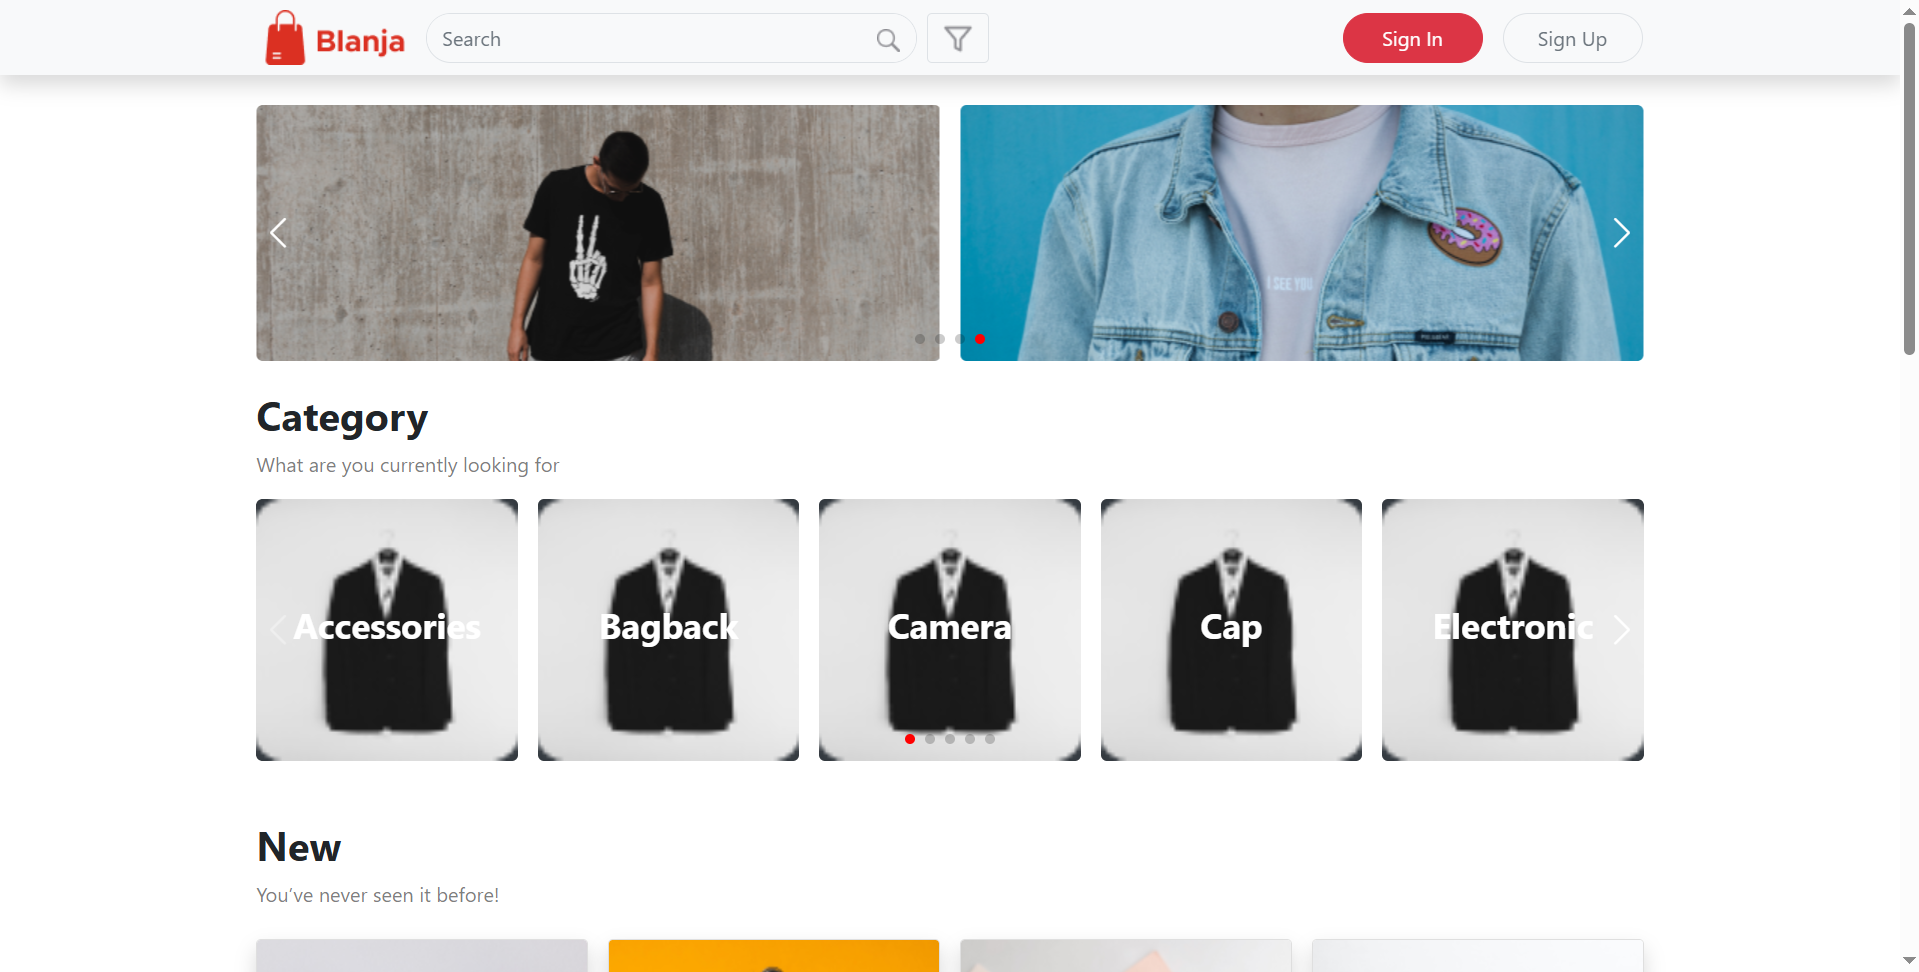 Blanja
Search
Sign In
Sign Up
I SEE YOU
Category
What are you currently looking for
Accessories
Bagback
Camera
Cap
Electronic
New
You’ve never seen it before!